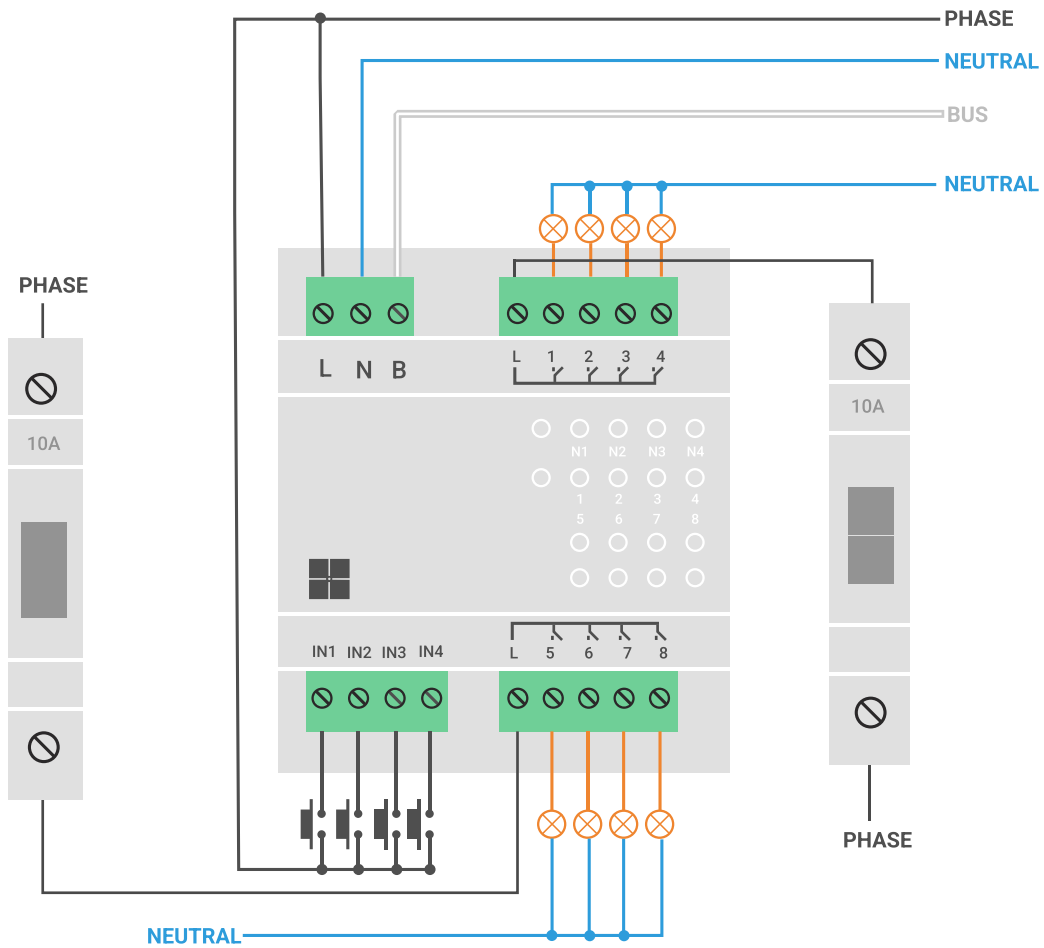 PHASE
NEUTRAL
BUS
NEUTRAL
PHASE
L N B
L 1 2 3 4
10A
10A
N1 N2 N3 N4
1 2 3 4
5 6 7 8
IN1 IN2 IN3 IN4
L 5 6 7 8
PHASE
NEUTRAL